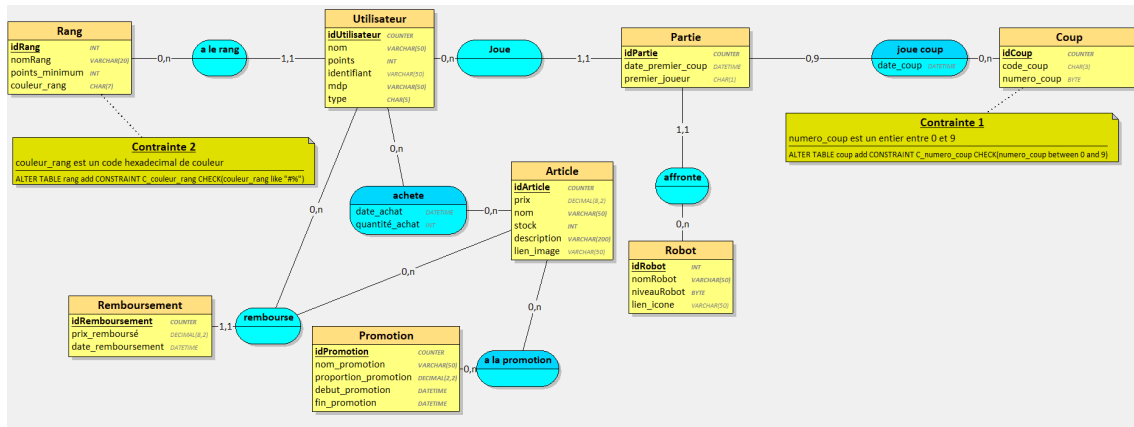 Rang
idRang INT
nomRang VARCHAR(20)
points_minimum INT
couleur_rang CHAR(7)
0,n
a le rang
1,1
Utilisateur
idUtilisateur COUNTER
nom VARCHAR(50)
points INT
identifiant VARCHAR(50)
mdp VARCHAR(50)
type CHAR(5)
0,n
Joue
1,1
Partie
idPartie COUNTER
date_premier_coup DATETIME
premier_joueur CHAR(1)
0,9
joue coup
date_coup DATETIME
0,n
Coup
idCoup COUNTER
code_coup CHAR(3)
numero_coup BYTE
Contrainte 2
couleur_rang est un code hexadecimal de couleur
ALTER TABLE rang add CONSTRAINT C_couleur_rang CHECK(couleur_rang like "#%")
Contrainte 1
numero_coup est un entier entre 0 et 9
ALTER TABLE coup add CONSTRAINT C_numero_coup CHECK(numero_coup between 0 and 9)
0,n
1,1
achete
date_achat DATETIME
quantité_achat INT
0,n
Article
idArticle COUNTER
prix DECIMAL(8,2)
nom VARCHAR(50)
stock INT
description VARCHAR(200)
lien_image VARCHAR(50)
affronte
0,n
0,n
Robot
idRobot INT
nomRobot VARCHAR(50)
niveauRobot BYTE
lien_icone VARCHAR(50)
0,n
0,n
Remboursement
idRemboursement COUNTER
prix_remboursé DECIMAL(8,2)
date_remboursement DATETIME
1,1
rembourse
Promotion
idPromotion COUNTER
nom_promotion VARCHAR(50)
proportion_promotion DECIMAL(2,2)
debut_promotion DATETIME
fin_promotion DATETIME
0,n
a la promotion